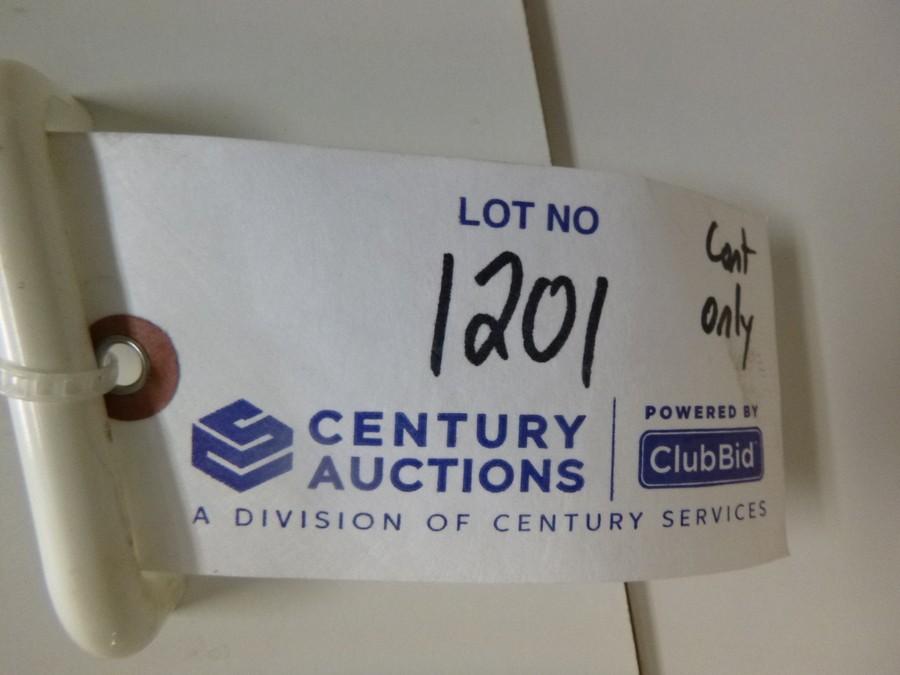 LOT NO
1201
Cont
only
CENTURY
AUCTIONS
POWERED BY
ClubBid
A DIVISION OF CENTURY SERVICES